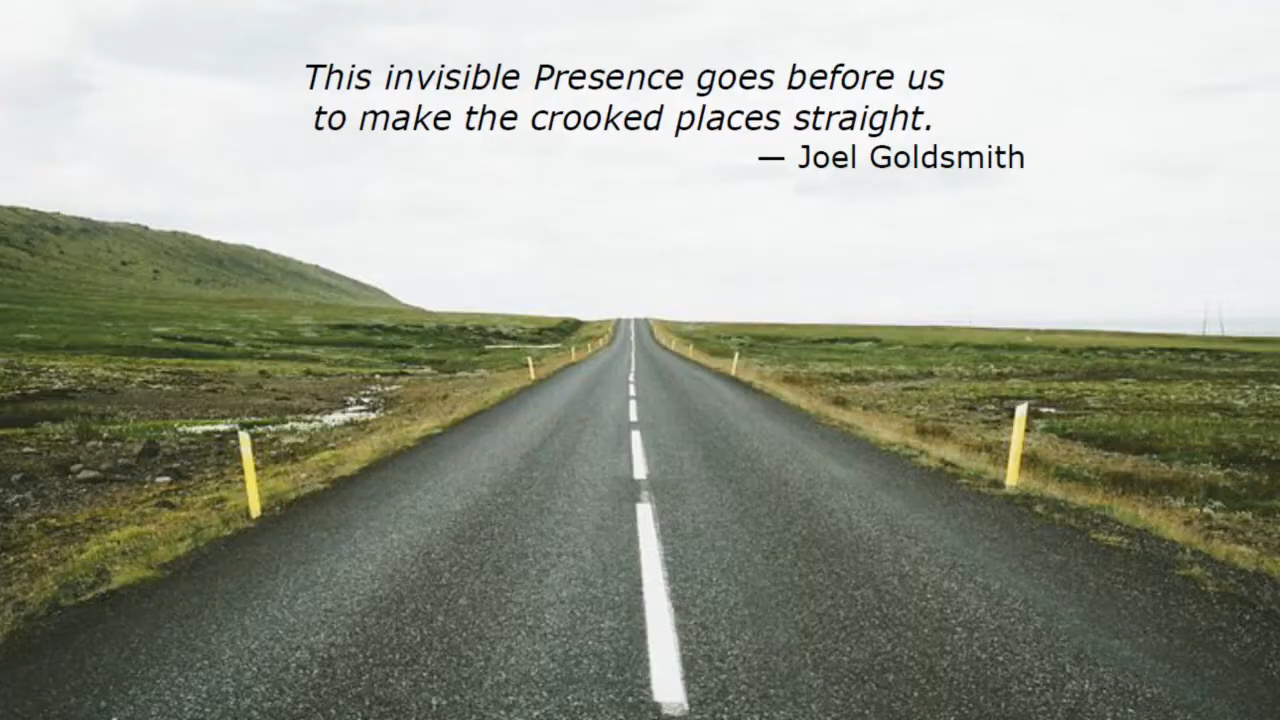 This invisible Presence goes before us
to make the crooked places straight.
— Joel Goldsmith